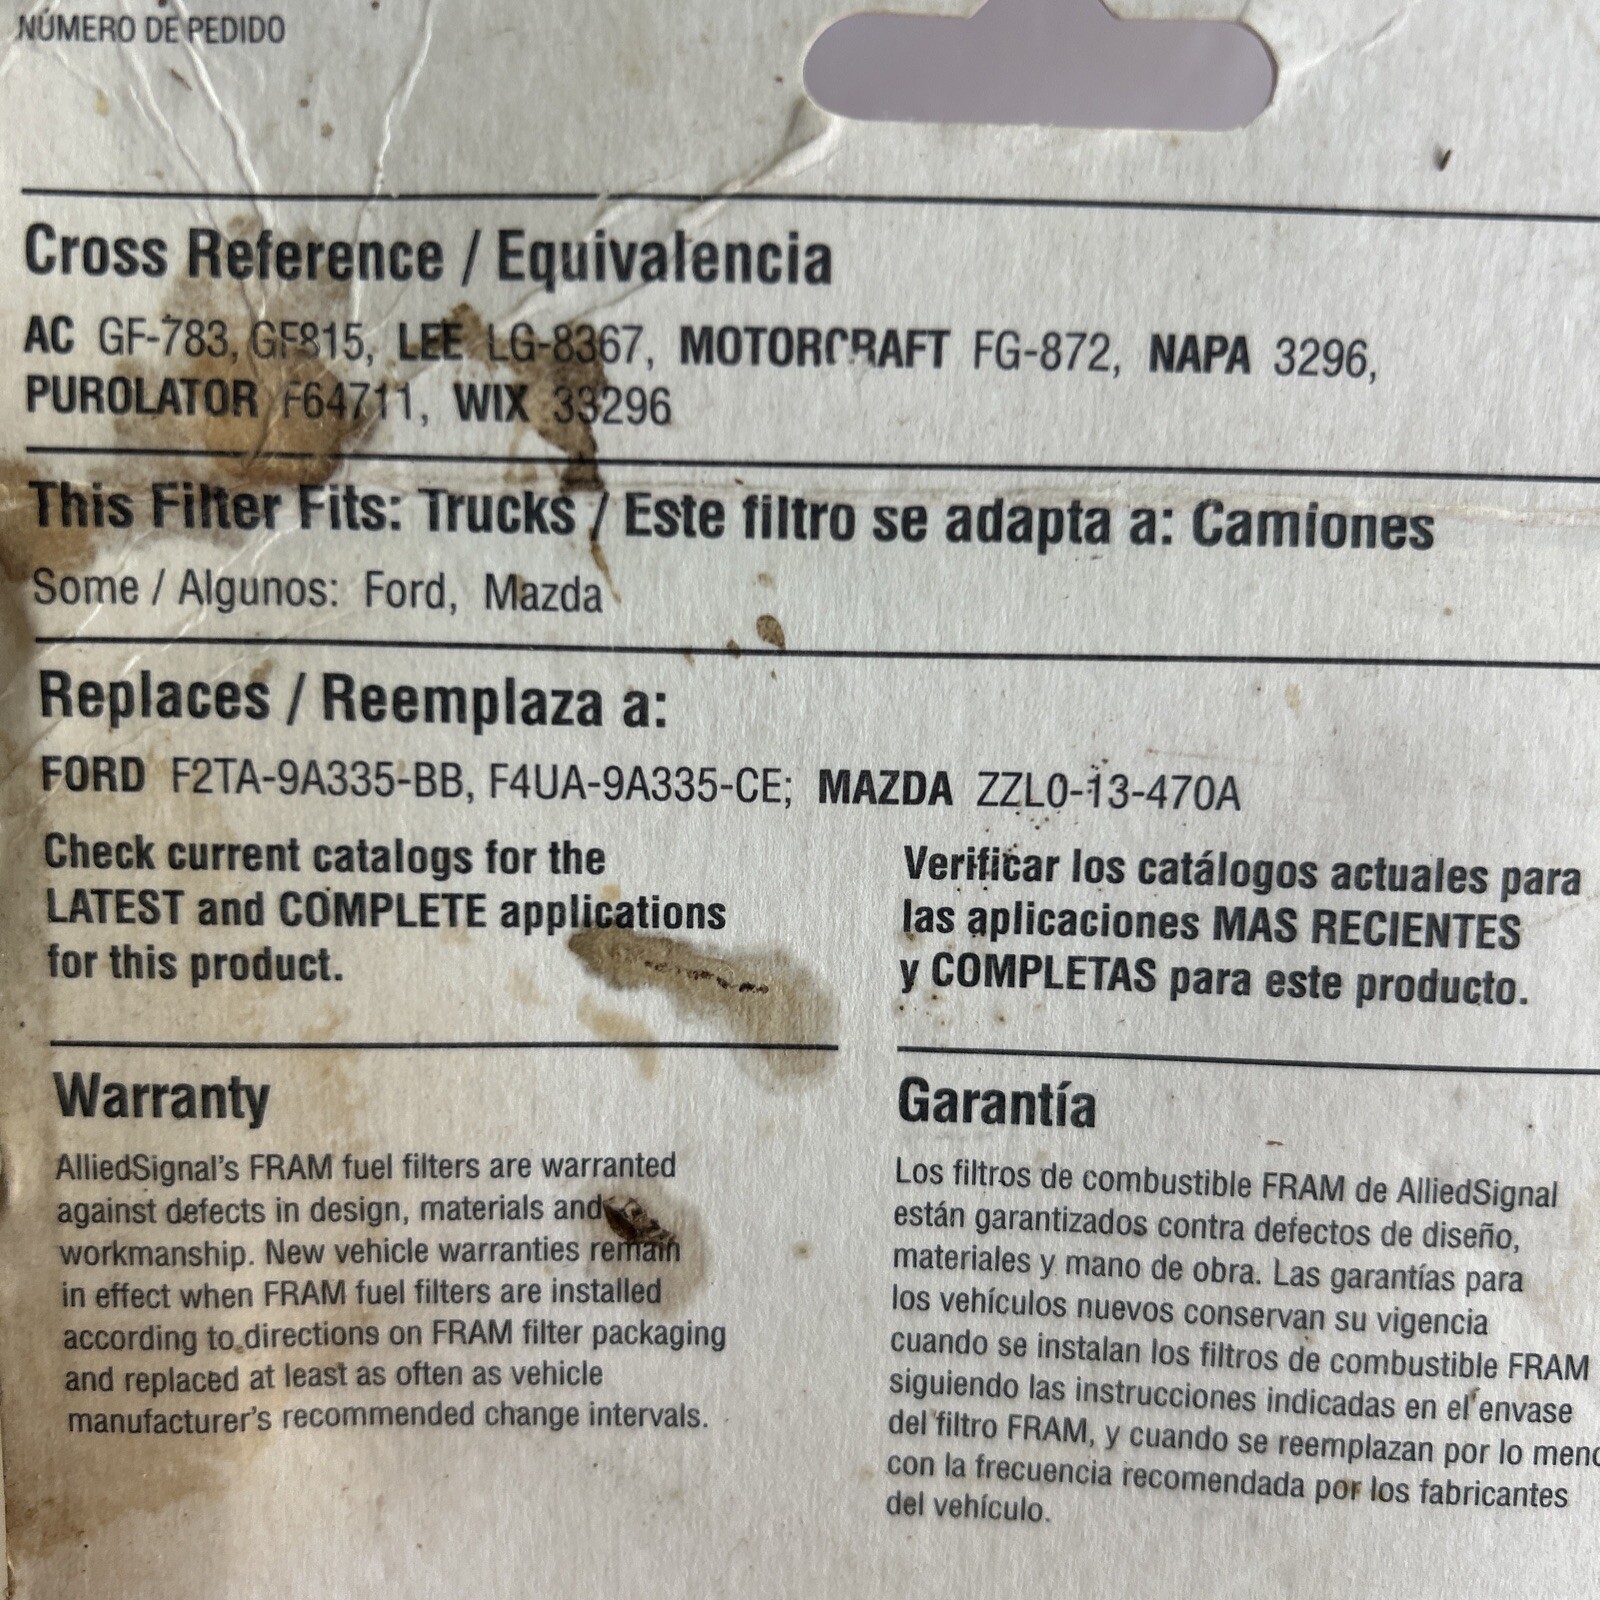 NÚMERO DE PEDIDO
Cross Reference / Equivalencia
AC GF-783, GF815, LEE LG-8367, MOTORCRAFT FG-872, NAPA 3296,
PUROLATOR F64711, WIX 33296
This Filter Fits: Trucks / Este filtro se adapta a: Camiones
Some / Algunos: Ford, Mazda
Replaces / Reemplaza a:
FORD F2TA-9A335-BB, F4UA-9A335-CE; MAZDA ZZL0-13-470A
Check current catalogs for the
LATEST and COMPLETE applications
for this product.
Verificar los catálogos actuales para
las aplicaciones MAS RECIENTES
y COMPLETAS para este producto.
Warranty
AlliedSignal's FRAM fuel filters are warranted
against defects in design, materials and
workmanship. New vehicle warranties remain
in effect when FRAM fuel filters are installed
according to directions on FRAM filter packaging
and replaced at least as often as vehicle
manufacturer's recommended change intervals.
Garantía
Los filtros de combustible FRAM de AlliedSignal
están garantizados contra defectos de diseño,
materiales y mano de obra. Las garantías para
los vehículos nuevos conservan su vigencia
cuando se instalan los filtros de combustible FRAM
siguiendo las instrucciones indicadas en el envase
del filtro FRAM, y cuando se reemplazan por lo meno
con la frecuencia recomendada por los fabricantes
del vehículo.